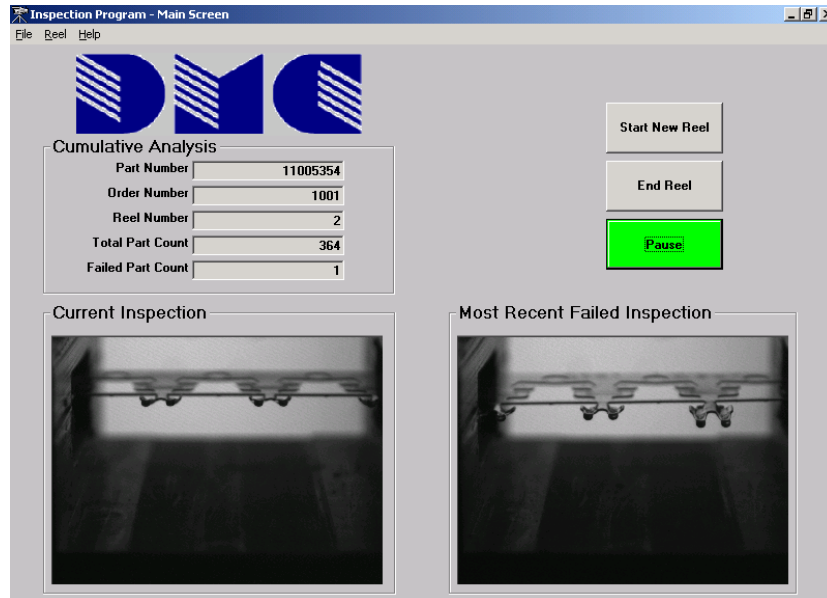 Inspection Program - Main Screen
File Reel Help
DMC
Cumulative Analysis
Part Number 11005354
Order Number 1001
Reel Number 2
Total Part Count 364
Failed Part Count 1
Start New Reel
End Reel
Pause
Current Inspection
Most Recent Failed Inspection